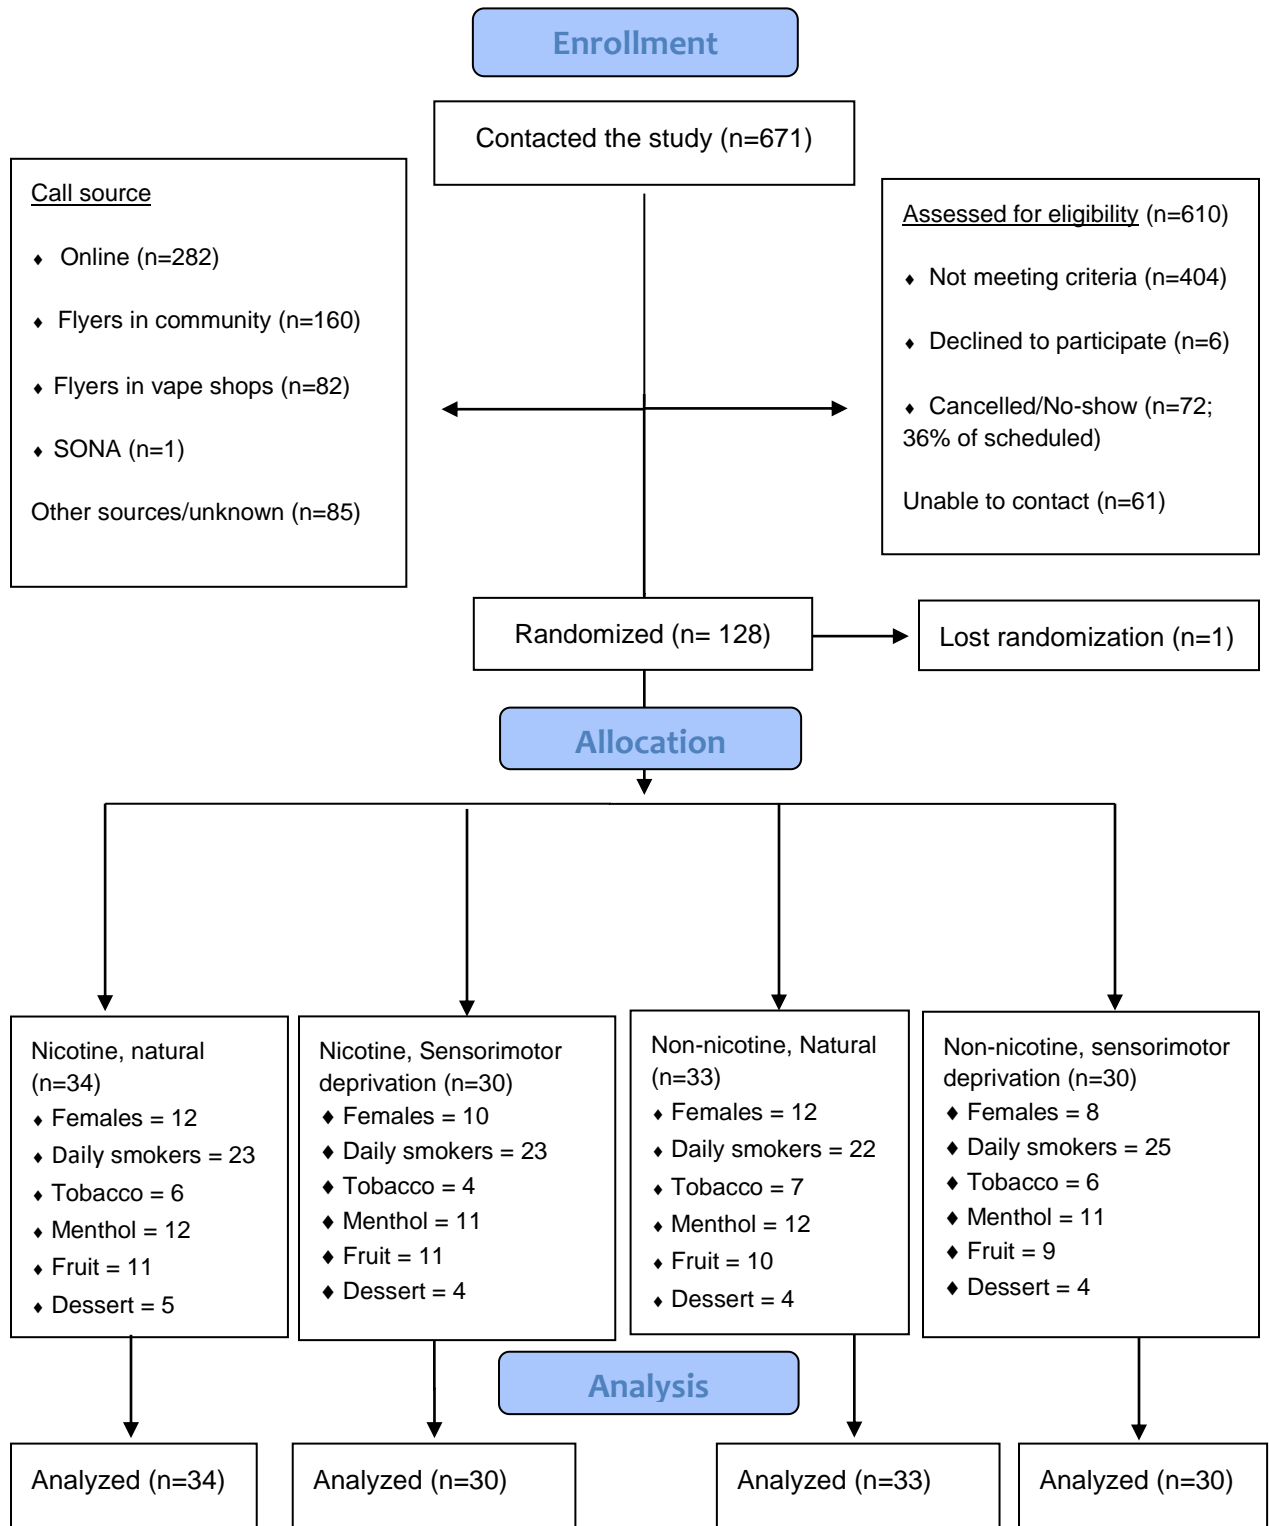 Enrollment
Contacted the study (n=671)
Call source
♦ Online (n=282)
♦ Flyers in community (n=160)
♦ Flyers in vape shops (n=82)
♦ SONA (n=1)
Other sources/unknown (n=85)
Assessed for eligibility (n=610)
♦ Not meeting criteria (n=404)
♦ Declined to participate (n=6)
♦ Cancelled/No-show (n=72;
36% of scheduled)
Unable to contact (n=61)
Randomized (n= 128)
Lost randomization (n=1)
Allocation
Nicotine, natural
(n=34)
♦ Females = 12
♦ Daily smokers = 23
♦ Tobacco = 6
♦ Menthol = 12
♦ Fruit = 11
♦ Dessert = 5
Nicotine, Sensorimotor
deprivation (n=30)
♦ Females = 10
♦ Daily smokers = 23
♦ Tobacco = 4
♦ Menthol = 11
♦ Fruit = 11
♦ Dessert = 4
Non-nicotine, Natural
(n=33)
♦ Females = 12
♦ Daily smokers = 22
♦ Tobacco = 7
♦ Menthol = 12
♦ Fruit = 10
♦ Dessert = 4
Non-nicotine, sensorimotor
deprivation (n=30)
♦ Females = 8
♦ Daily smokers = 25
♦ Tobacco = 6
♦ Menthol = 11
♦ Fruit = 9
♦ Dessert = 4
Analysis
Analyzed (n=34)
Analyzed (n=30)
Analyzed (n=33)
Analyzed (n=30)